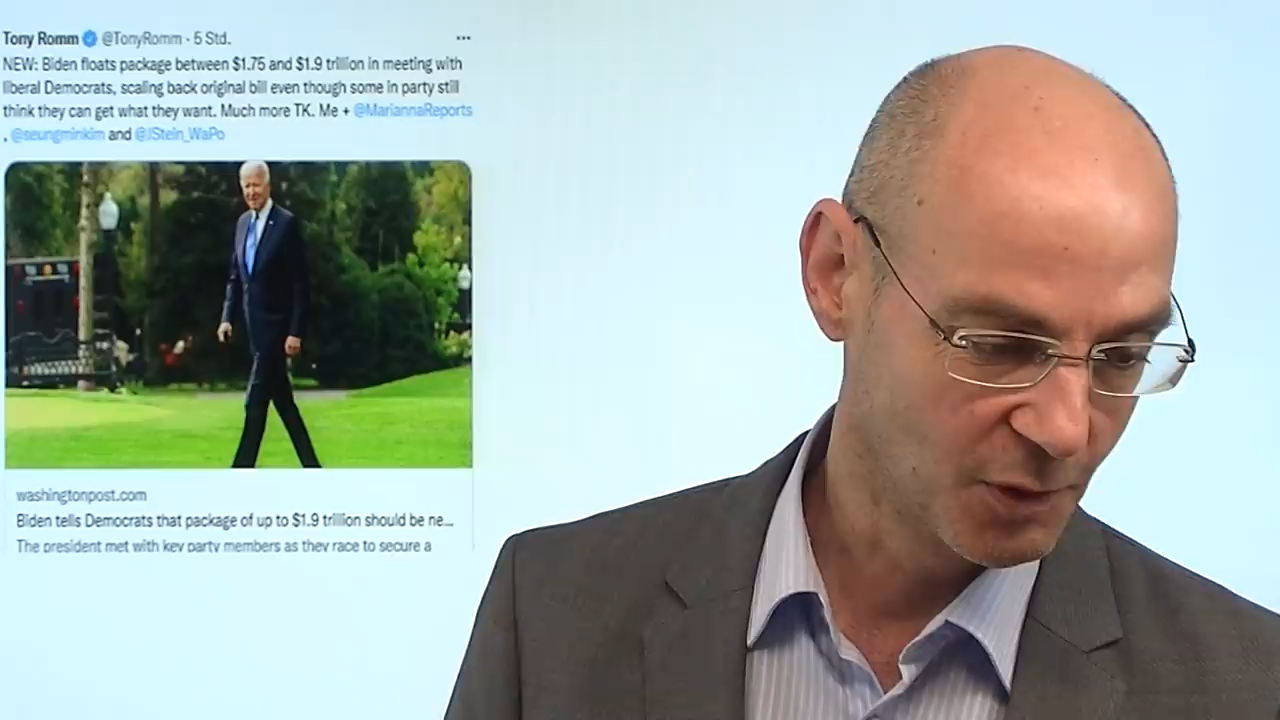 Tony Romm @TonyRomm · 5 Std.
NEW: Biden floats package between $1.75 and $1.9 trillion in meeting with
liberal Democrats, scaling back original bill even though some in party still
think they can get what they want. Much more TK. Me + @MariannaReports
, @seungminkim and @JStein_WaPo
washingtonpost.com
Biden tells Democrats that package of up to $1.9 trillion should be ne...
The president met with key party members as they race to secure a